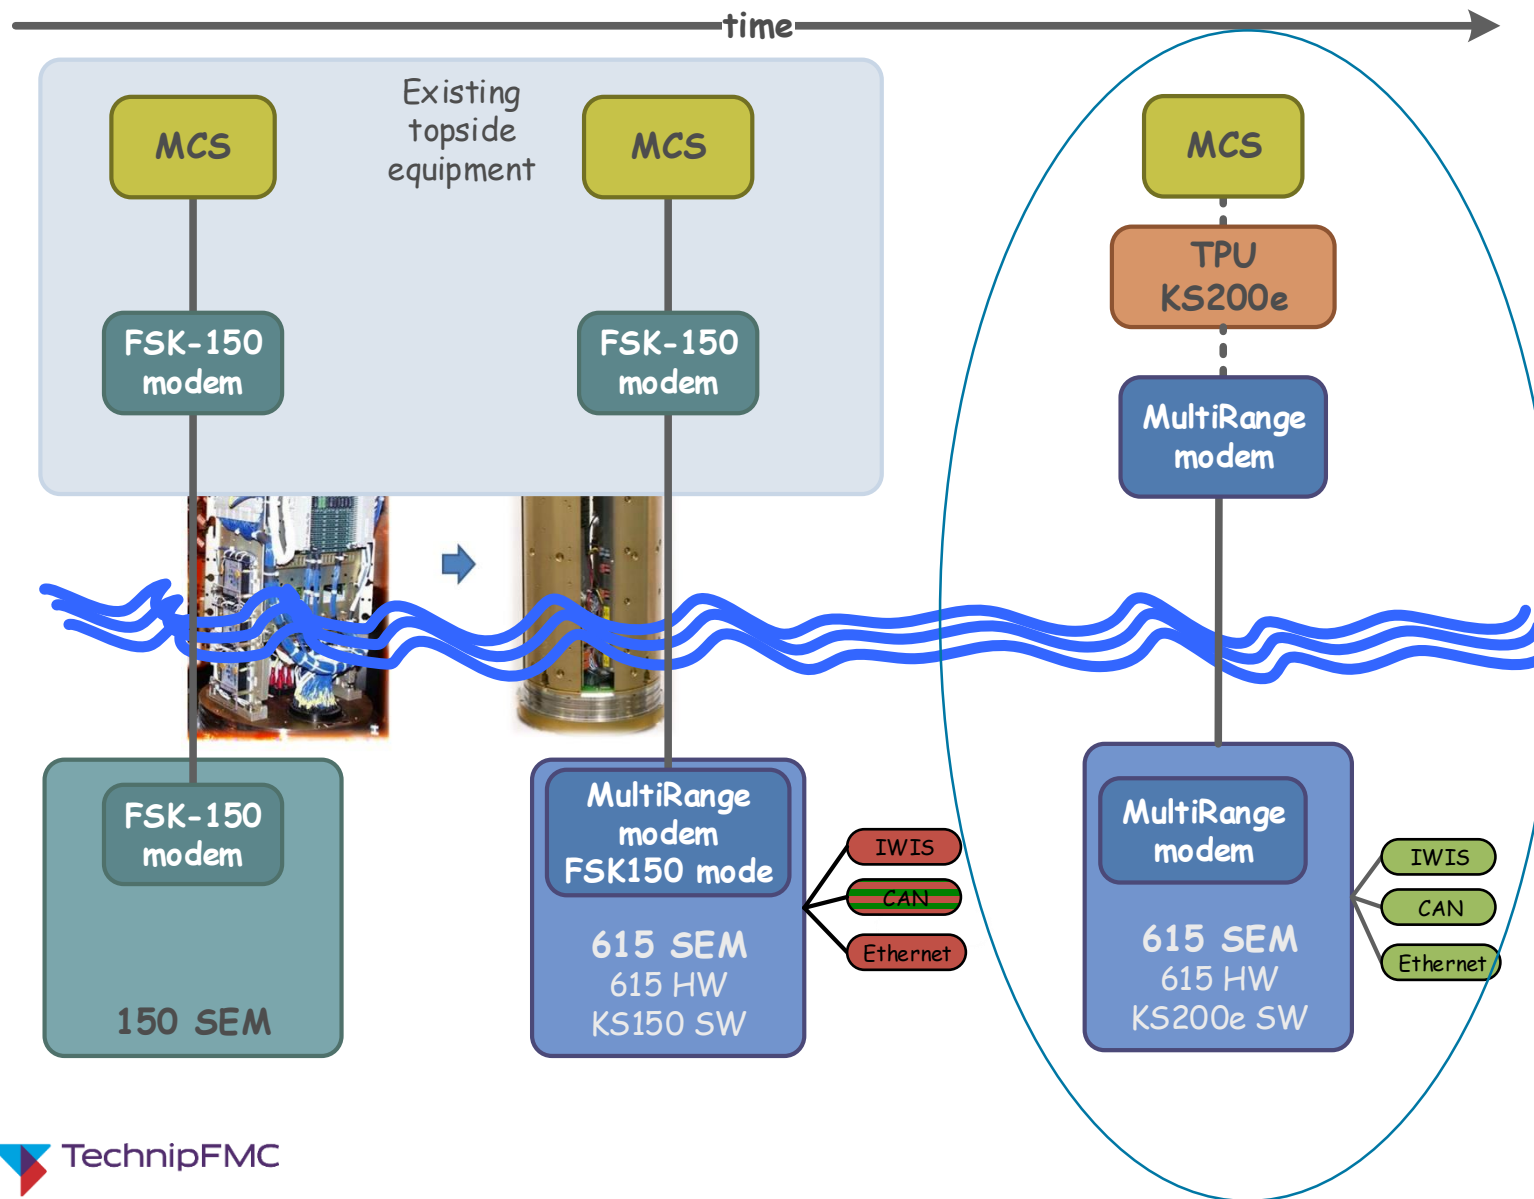 time
Existing
topside
equipment
MCS
MCS
MCS
TPU
KS200e
FSK-150
modem
FSK-150
modem
MultiRange
modem
FSK-150
modem
150 SEM
MultiRange
modem
FSK150 mode
615 SEM
615 HW
KS150 SW
IWIS
CAN
Ethernet
MultiRange
modem
615 SEM
615 HW
KS200e SW
IWIS
CAN
Ethernet
TechnipFMC